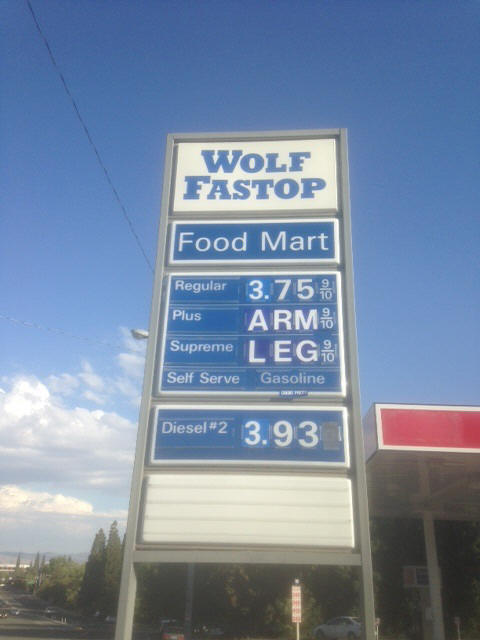 WOLF
FASTOP
Food Mart
Regular 3.75 9/10
Plus ARM 9/10
Supreme LEG 9/10
Self Serve Gasoline
Diesel #2 3.93